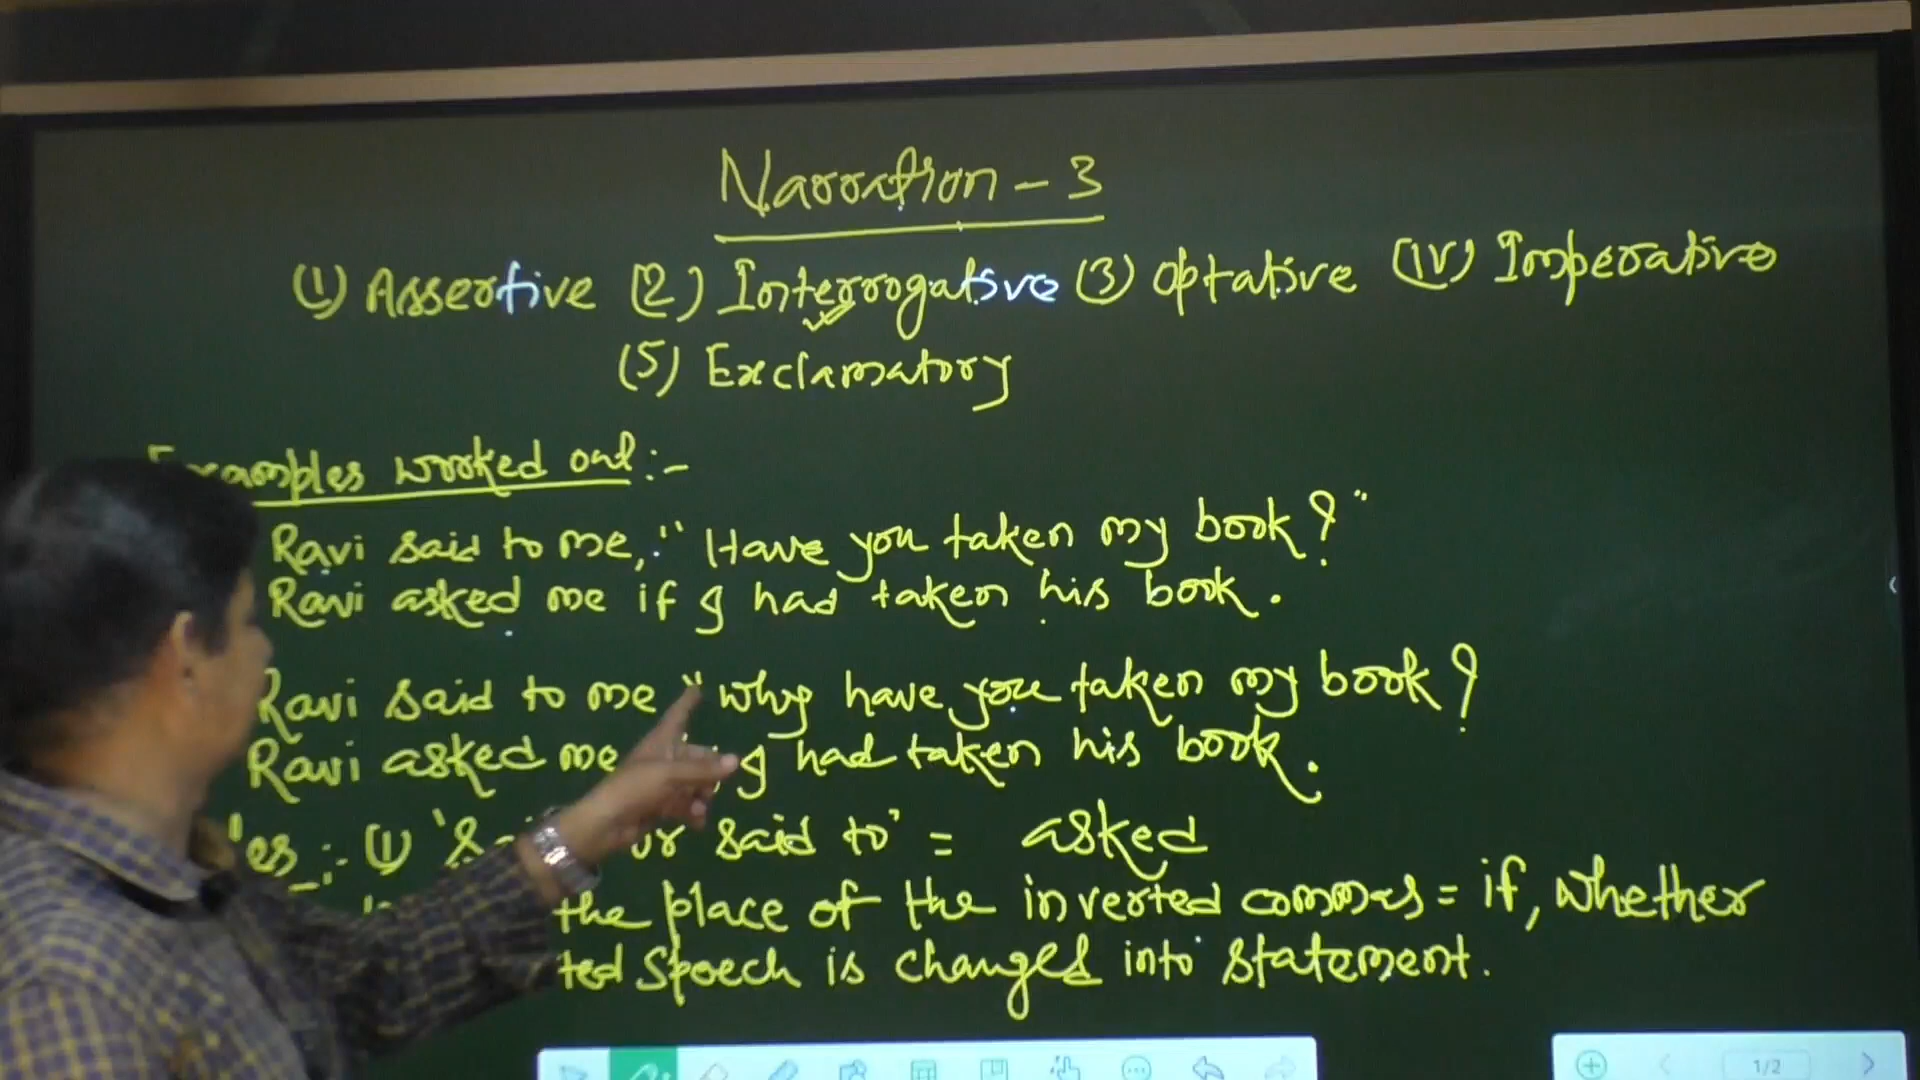 Narration - 3
(1) Assertive (2) Interrogative (3) Optative (IV) Imperative
(5) Exclamatory
Examples worked out :-
Ravi said to me, "Have you taken my book?"
Ravi asked me if I had taken his book.
Ravi said to me "why have you taken my book?
Ravi asked me I had taken his book.
(1) or 'said to' = asked
the place of the inverted commas = if, whether
Speech is changed into statement.
1/2